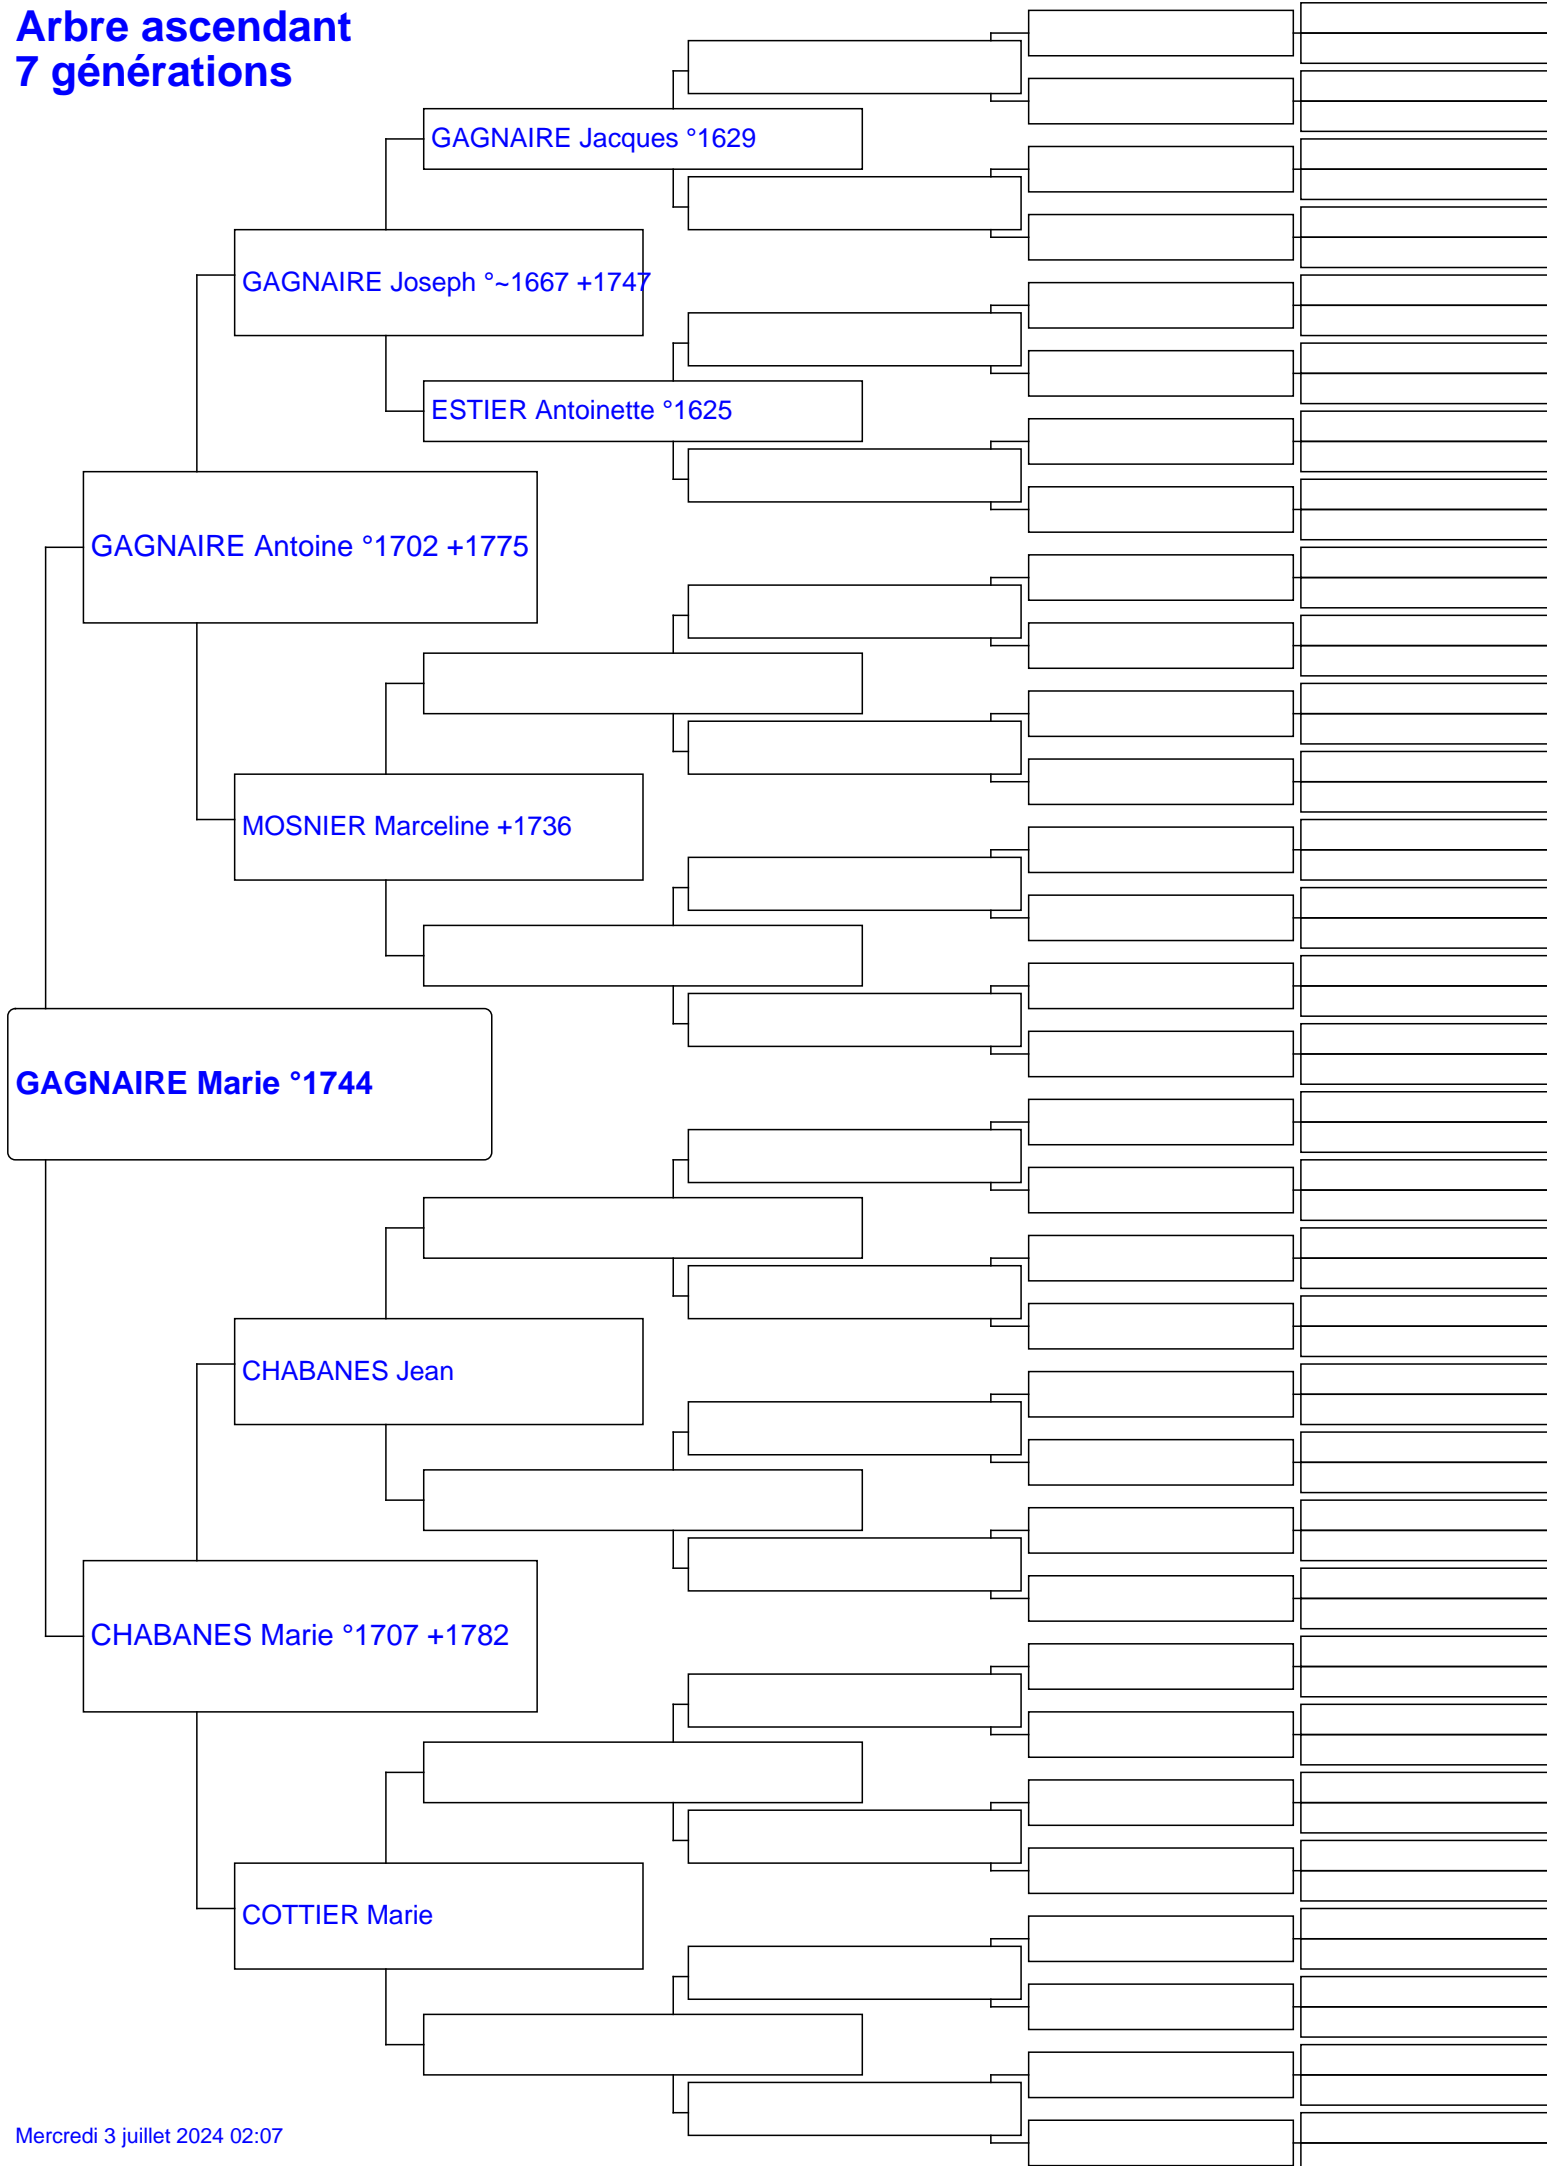 Arbre ascendant
7 générations
GAGNAIRE Jacques °1629
GAGNAIRE Joseph °~1667 +1747
ESTIER Antoinette °1625
GAGNAIRE Antoine °1702 +1775
MOSNIER Marceline +1736
GAGNAIRE Marie °1744
CHABANES Jean
CHABANES Marie °1707 +1782
COTTIER Marie
Mercredi 3 juillet 2024 02:07